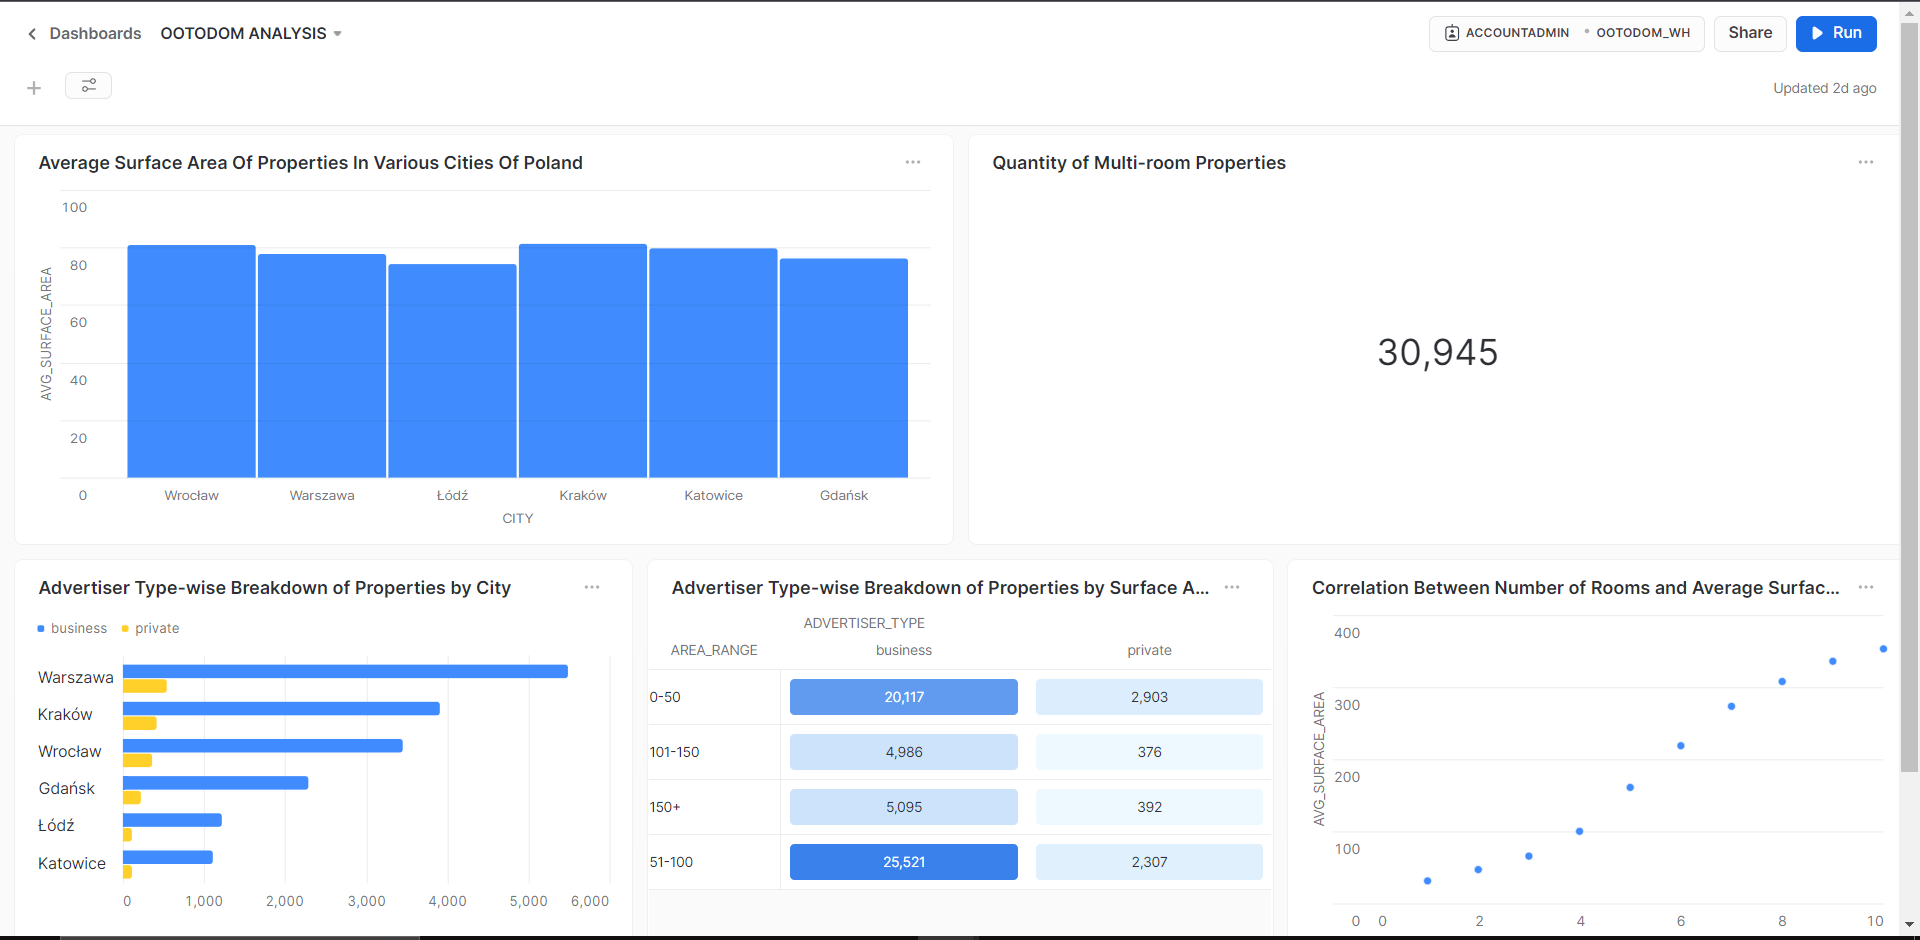 Dashboards
OOTODOM ANALYSIS
ACCOUNTADMIN • OOTODOM_WH
Share
Run
Updated 2d ago
Average Surface Area Of Properties In Various Cities Of Poland
AVG_SURFACE_AREA
100
80
60
40
20
0
Wrocław Warszawa Łódź Kraków Katowice Gdańsk
CITY
Quantity of Multi-room Properties
30,945
Advertiser Type-wise Breakdown of Properties by City
business private
Warszawa
Kraków
Wrocław
Gdańsk
Łódź
Katowice
0 1,000 2,000 3,000 4,000 5,000 6,000
Advertiser Type-wise Breakdown of Properties by Surface A...
ADVERTISER_TYPE
AREA_RANGE business private
0-50 20,117 2,903
101-150 4,986 376
150+ 5,095 392
51-100 25,521 2,307
Correlation Between Number of Rooms and Average Surfac...
AVG_SURFACE_AREA
400
300
200
100
0 0 2 4 6 8 10